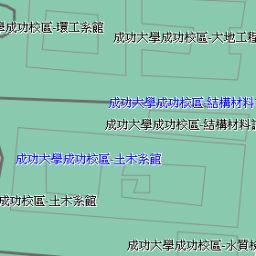 學成功校區-環工系館
成功大學成功校區-大地工程
成功大學成功校區-結構材料
成功大學成功校區-結構材料試
成功大學成功校區-土木系館
成功校區-土木系館
成功大學成功校區-水質檢